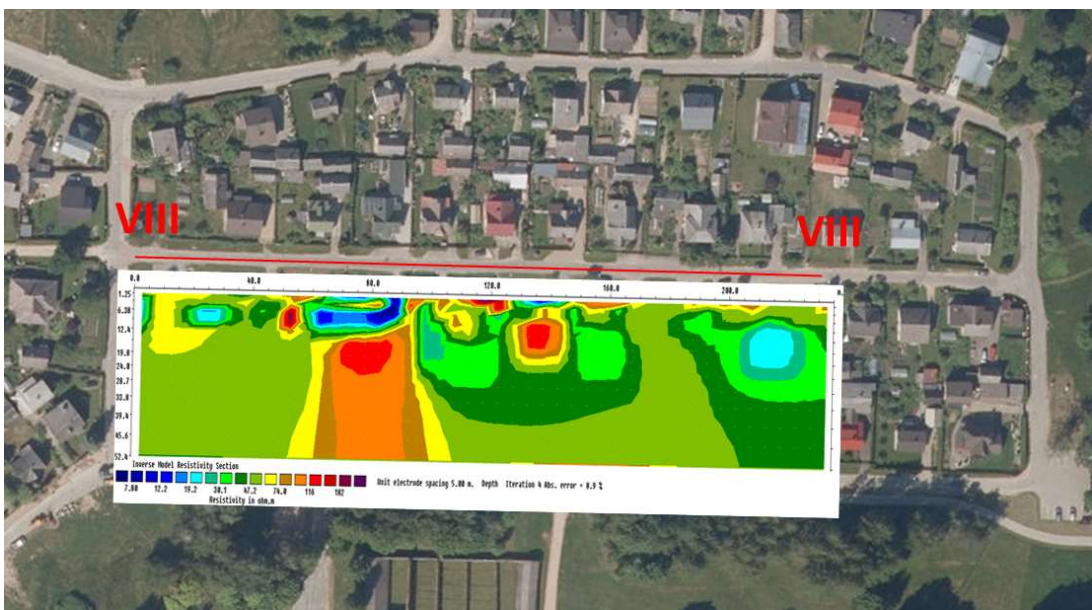 VIII VIII
0.0 40.0 80.0 120.0 160.0 200.0 m.
1.25
6.38
12.4
19.8
24.0
28.7
33.8
39.4
45.6
52.4
Inverse Model Resistivity Section
7.80 12.2 19.2 30.1 47.2 74.0 116 182
Resistivity in ohm.m
Unit electrode spacing 5.00 m. Depth Iteration 4 Abs. error = 8.9 %